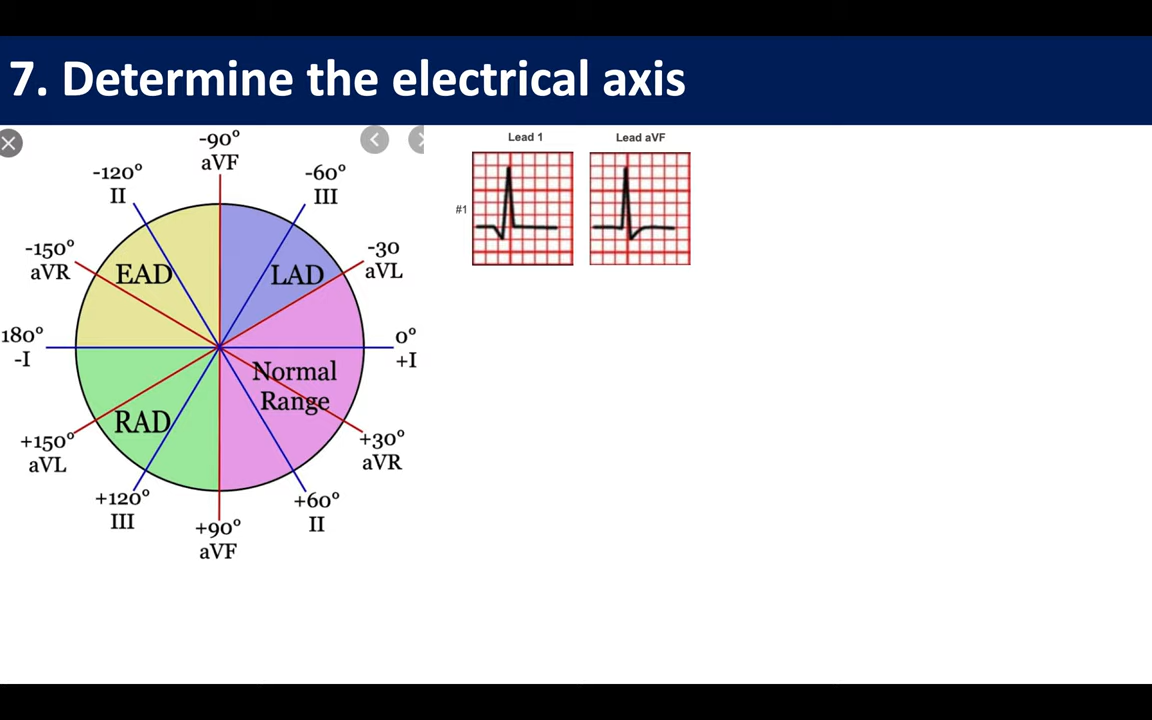 7. Determine the electrical axis
-90°
aVF
-120°
II
-60°
III
-150°
aVR
-30
aVL
EAD
LAD
180°
-I
0°
+I
Normal
Range
RAD
+150°
aVL
+30°
aVR
+120°
III
+60°
II
+90°
aVF
Lead 1
Lead aVF
#1